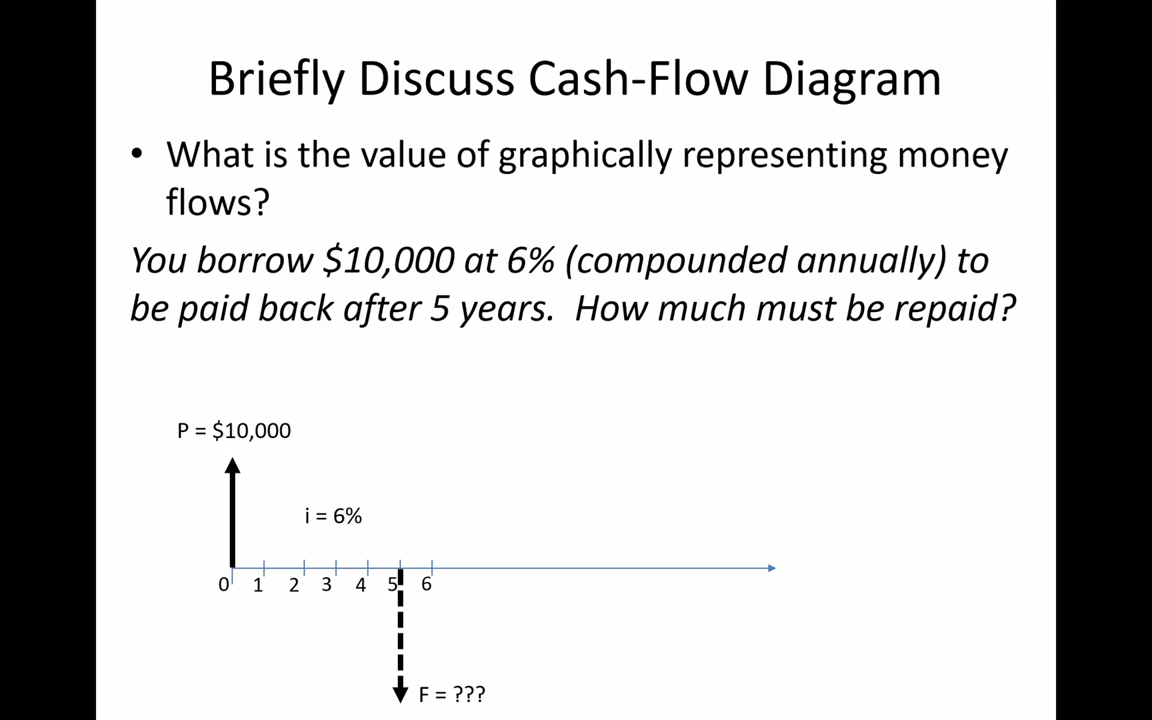 Briefly Discuss Cash-Flow Diagram
• What is the value of graphically representing money
flows?
You borrow $10,000 at 6% (compounded annually) to
be paid back after 5 years.  How much must be repaid?
P = $10,000
i = 6%
0 1 2 3 4 5 6
F = ???